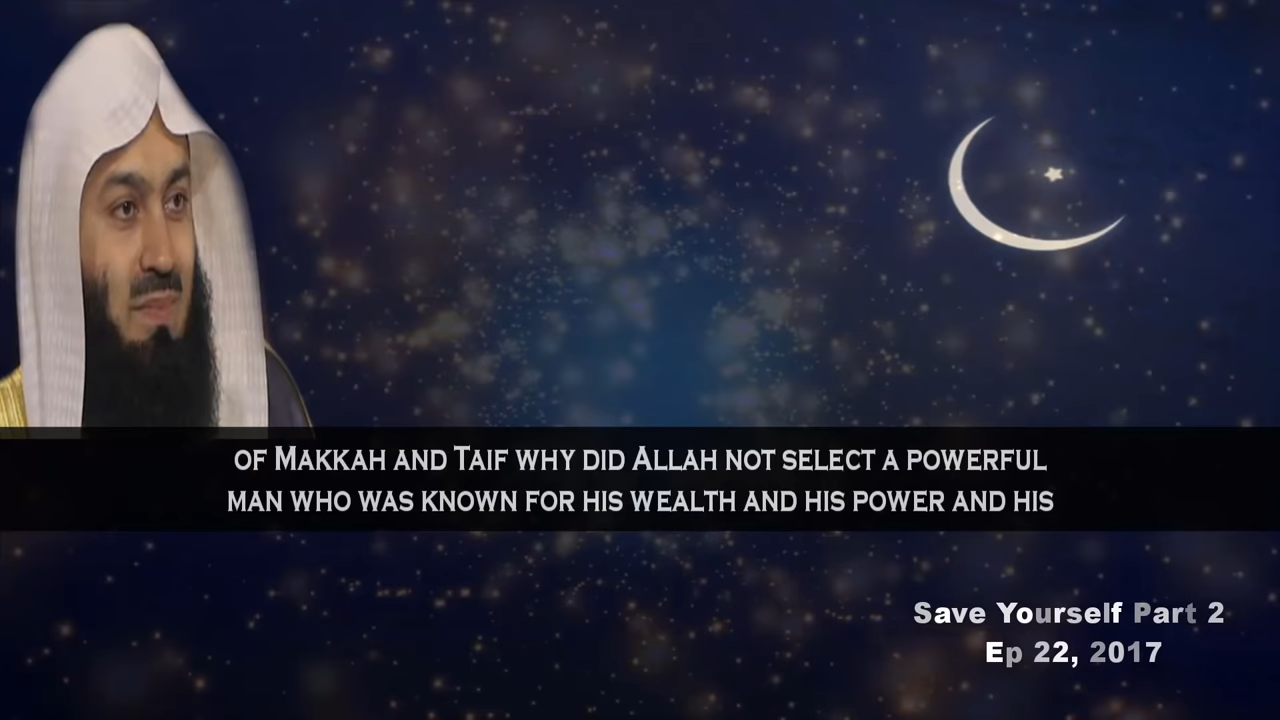 of Makkah and Taif why did Allah not select a powerful
man who was known for his wealth and his power and his
Save Yourself Part 2
Ep 22, 2017